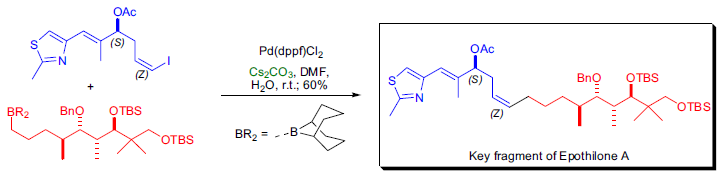 OAc
S
N
(S)
(Z)
I
+
BR2
BnO
OTBS
OTBS
Pd(dppf)Cl2
Cs2CO3, DMF,
H2O, r.t.; 60%
BR2 =
B
OAc
S
N
(S)
(Z)
BnO
OTBS
OTBS
Key fragment of Epothilone A